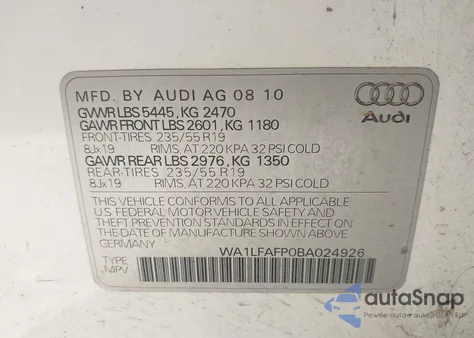 MFD. BY AUDI AG 08 10
GVWR LBS 5445, KG 2470
GAWR FRONT LBS 2601, KG 1180
FRONT-TIRES 235/55 R19
8Jx19 RIMS, AT 220 KPA 32 PSI COLD
GAWR REAR LBS 2976, KG 1350
REAR-TIRES 235/55 R19
8Jx19 RIMS, AT 220 KPA 32 PSI COLD
Audi
THIS VEHICLE CONFORMS TO ALL APPLICABLE
U.S. FEDERAL MOTOR VEHICLE SAFETY AND
THEFT PREVENTION STANDARDS IN EFFECT ON
THE DATE OF MANUFACTURE SHOWN ABOVE
GERMANY
WA1LFAFP0BA024926
TYPE:
MPV
autoSnap
Pewne auto z USA i EU